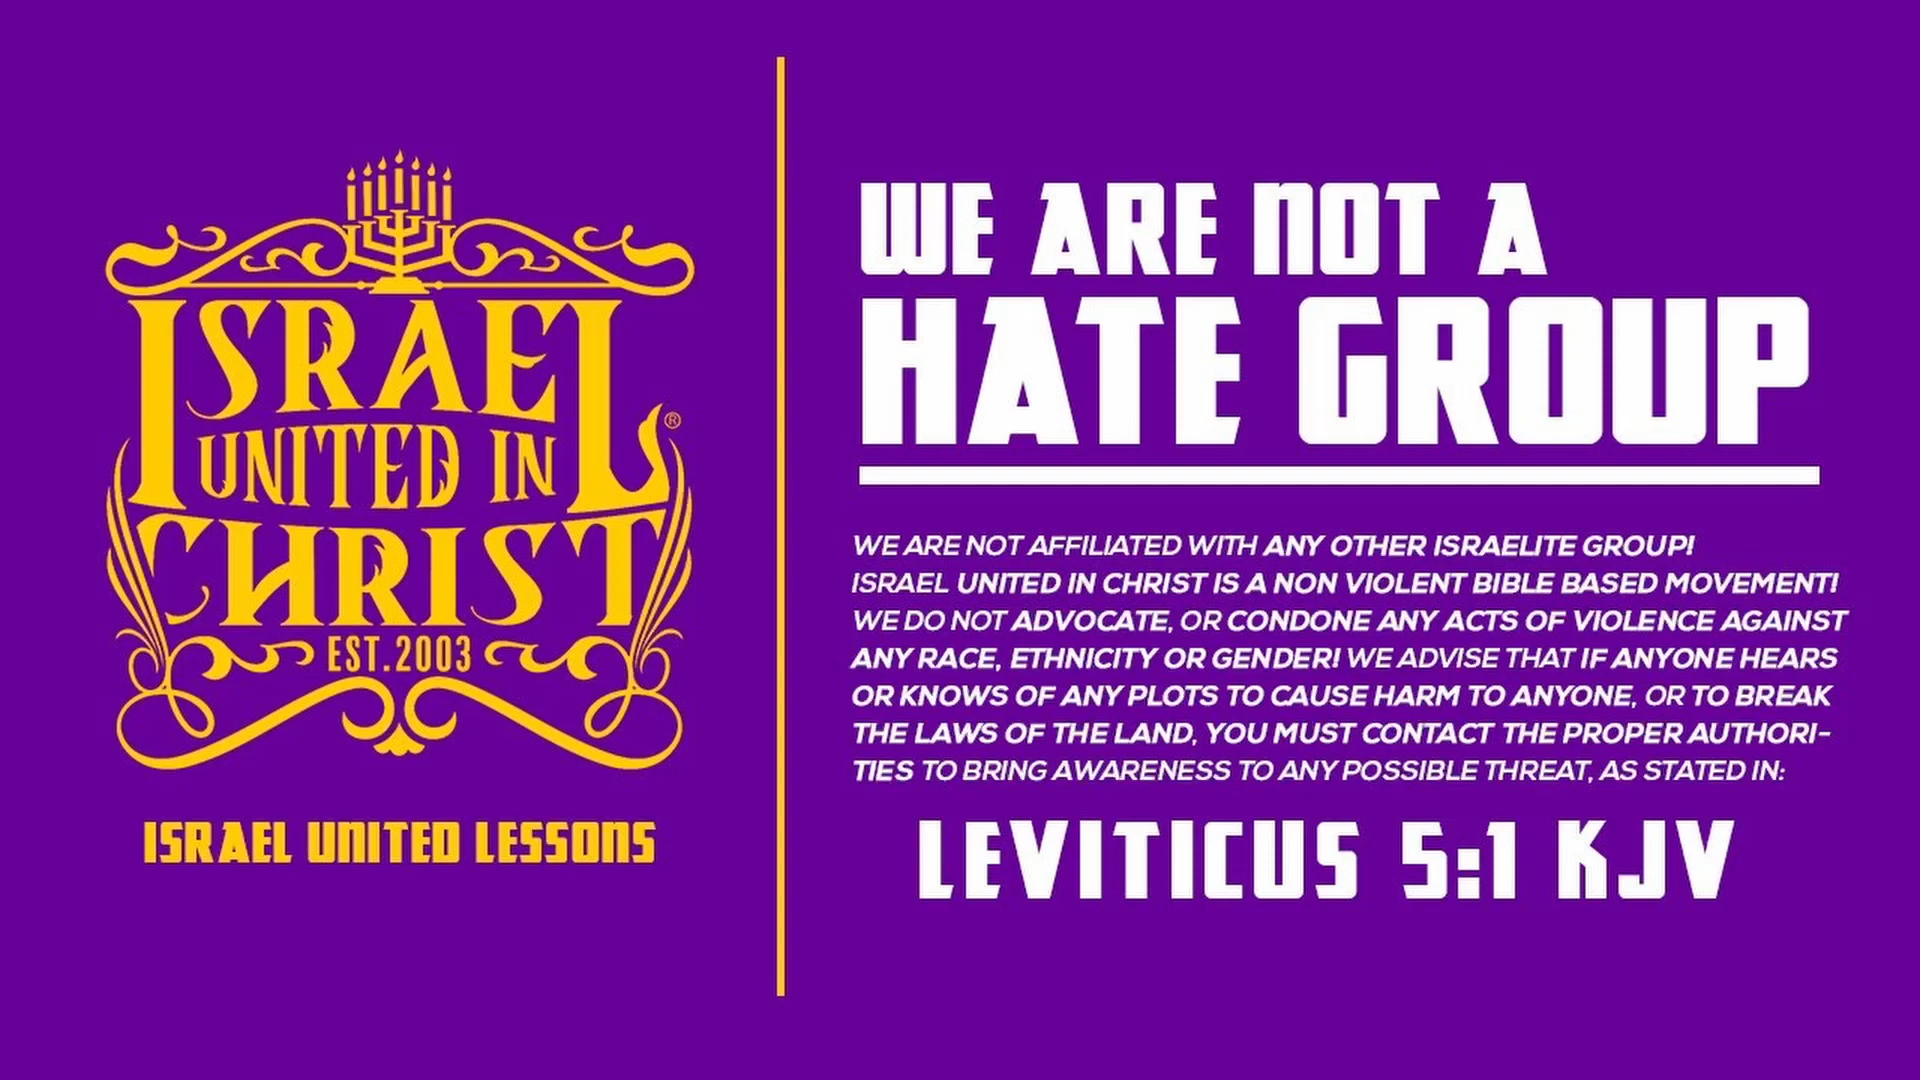 ISRAEL
UNITED IN
CHRIST
®
EST.2003
ISRAEL UNITED LESSONS
WE ARE NOT A
HATE GROUP
WE ARE NOT AFFILIATED WITH ANY OTHER ISRAELITE GROUP!
ISRAEL UNITED IN CHRIST IS A NON VIOLENT BIBLE BASED MOVEMENT!
WE DO NOT ADVOCATE, OR CONDONE ANY ACTS OF VIOLENCE AGAINST
ANY RACE, ETHNICITY OR GENDER! WE ADVISE THAT IF ANYONE HEARS
OR KNOWS OF ANY PLOTS TO CAUSE HARM TO ANYONE, OR TO BREAK
THE LAWS OF THE LAND, YOU MUST CONTACT THE PROPER AUTHORI-
TIES TO BRING AWARENESS TO ANY POSSIBLE THREAT, AS STATED IN:
LEVITICUS 5:1 KJV